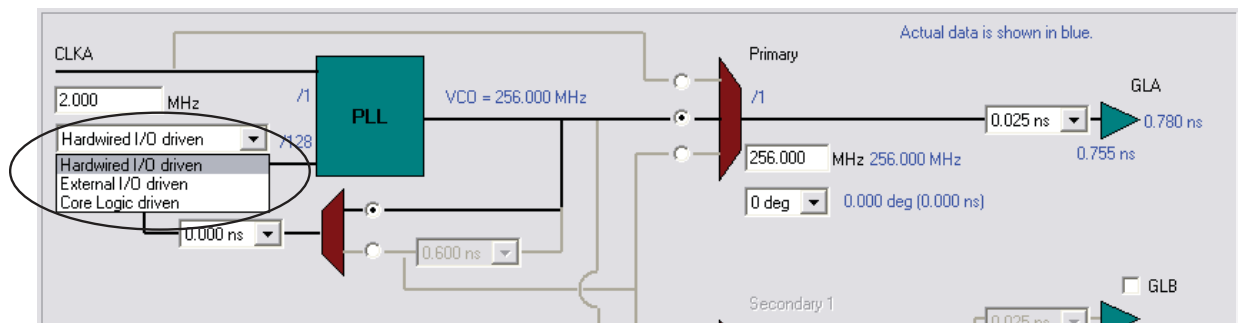 Actual data is shown in blue.
CLKA
Primary
2.000 MHz
/1
PLL
VCO = 256.000 MHz
/1
GLA
0.025 ns
0.780 ns
0.755 ns
Hardwired I/O driven
/128
Hardwired I/O driven
External I/O driven
Core Logic driven
256.000 MHz 256.000 MHz
0 deg
0.000 deg (0.000 ns)
0.000 ns
0.600 ns
GLB
Secondary 1
0.025 ns